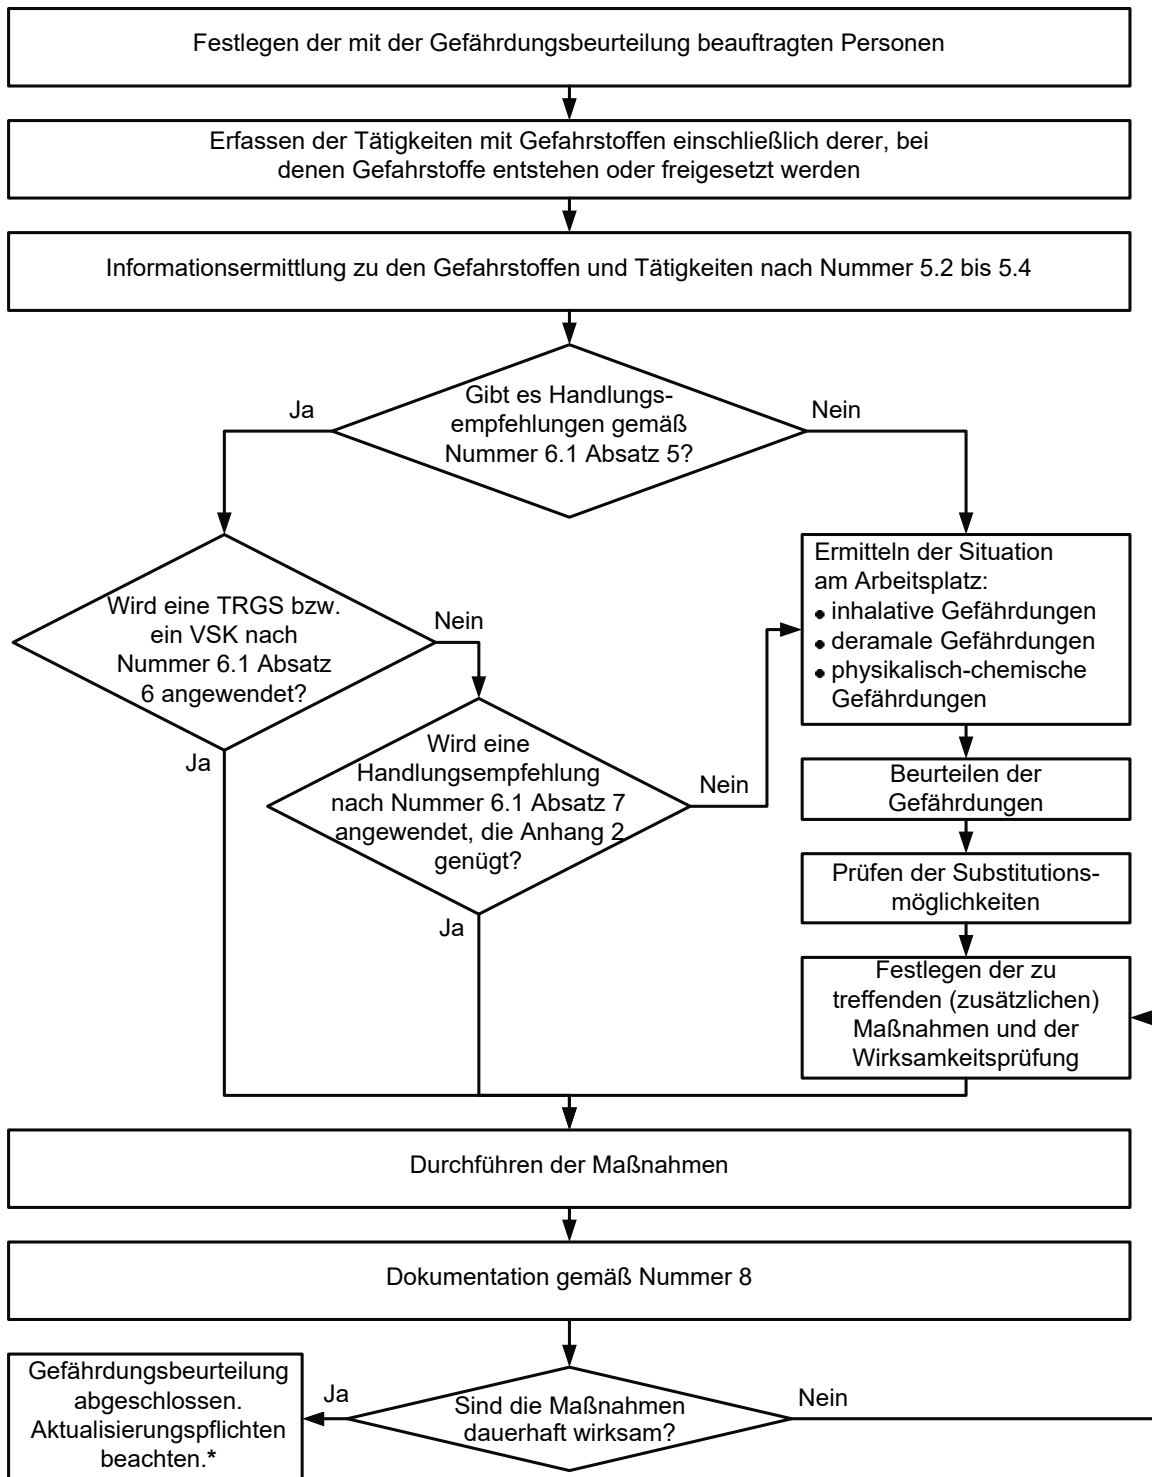 Festlegen der mit der Gefährdungsbeurteilung beauftragten Personen
Erfassen der Tätigkeiten mit Gefahrstoffen einschließlich derer, bei
denen Gefahrstoffe entstehen oder freigesetzt werden
Informationsermittlung zu den Gefahrstoffen und Tätigkeiten nach Nummer 5.2 bis 5.4
Gibt es Handlungs-
empfehlungen gemäß
Nummer 6.1 Absatz 5?
Ja
Nein
Wird eine TRGS bzw.
ein VSK nach
Nummer 6.1 Absatz
6 angewendet?
Nein
Ja
Wird eine
Handlungsempfehlung
nach Nummer 6.1 Absatz 7
angewendet, die Anhang 2
genügt?
Nein
Ja
Ermitteln der Situation
am Arbeitsplatz:
• inhalative Gefährdungen
• deramale Gefährdungen
• physikalisch-chemische
Gefährdungen
Beurteilen der
Gefährdungen
Prüfen der Substitutions-
möglichkeiten
Festlegen der zu
treffenden (zusätzlichen)
Maßnahmen und der
Wirksamkeitsprüfung
Durchführen der Maßnahmen
Dokumentation gemäß Nummer 8
Sind die Maßnahmen
dauerhaft wirksam?
Ja
Nein
Gefährdungsbeurteilung
abgeschlossen.
Aktualisierungspflichten
beachten.*